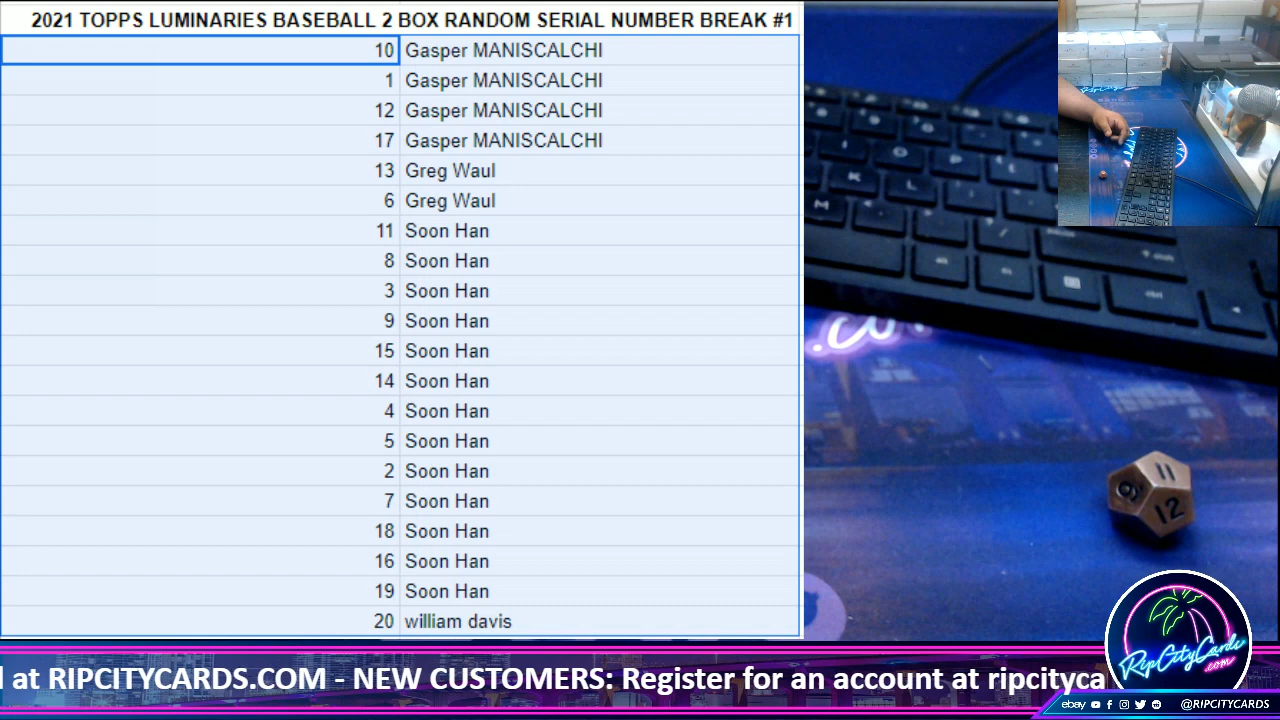 2021 TOPPS LUMINARIES BASEBALL 2 BOX RANDOM SERIAL NUMBER BREAK #1
10 Gasper MANISCALCHI
1 Gasper MANISCALCHI
12 Gasper MANISCALCHI
17 Gasper MANISCALCHI
13 Greg Waul
6 Greg Waul
11 Soon Han
8 Soon Han
3 Soon Han
9 Soon Han
15 Soon Han
14 Soon Han
4 Soon Han
5 Soon Han
2 Soon Han
7 Soon Han
18 Soon Han
16 Soon Han
19 Soon Han
20 william davis
K
L
M
.co
11
9
12
at RIPCITYCARDS.COM - NEW CUSTOMERS: Register for an account at ripcityca
RipCityCards
.com
ebay @RIPCITYCARDS